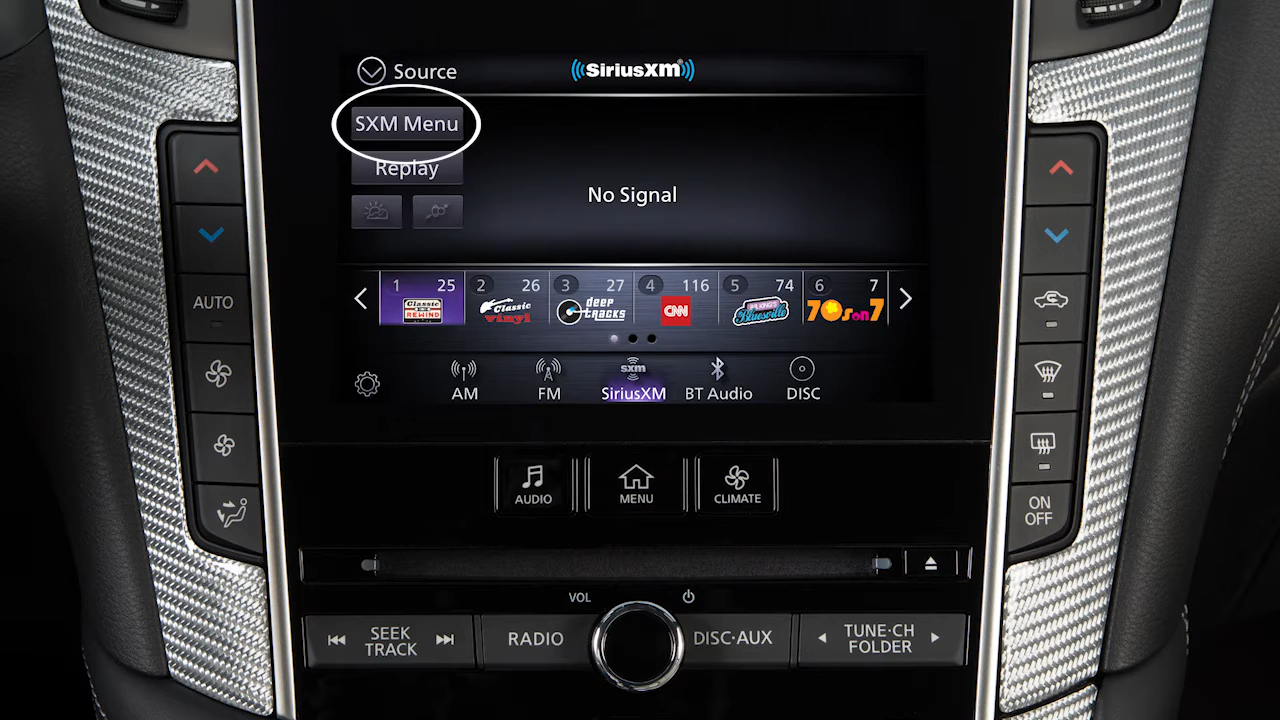 Source
SiriusXM
SXM Menu
Replay
No Signal
1 25 2 26 3 27 4 116 5 74 6 7
Classic REWIND
Classic vinyl
deep tracks
CNN
B.B. KING'S Bluesville
70s on 7
sxm
AM FM SiriusXM BT Audio DISC
AUTO
AUDIO MENU CLIMATE
ON
OFF
VOL
SEEK
TRACK
RADIO
DISC·AUX
TUNE·CH
FOLDER